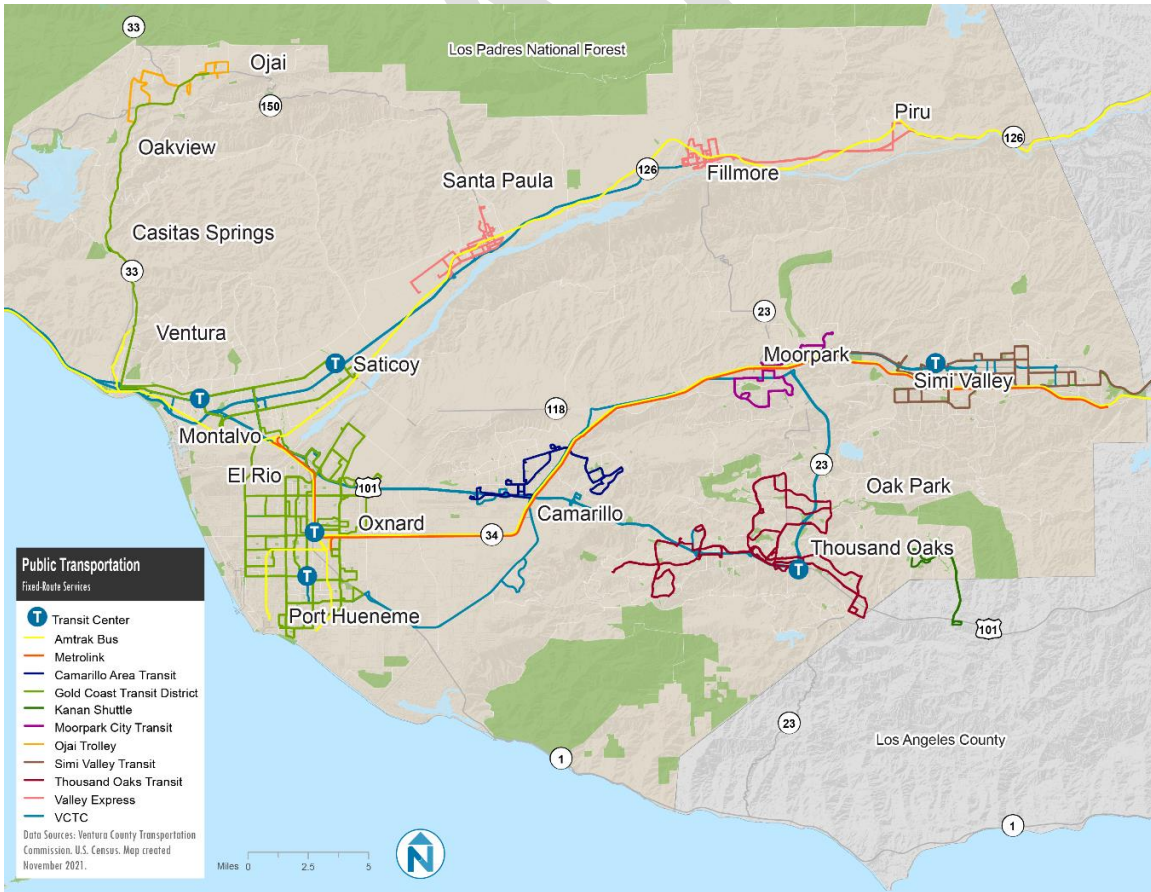 33
Los Padres National Forest
Ojai
150
Piru
Oakview
126
126
Fillmore
Santa Paula
Casitas Springs
33
23
Ventura
Moorpark
T
Saticoy
T
Simi Valley
T
118
Montalvo
El Rio
101
23
Oak Park
Camarillo
Oxnard
T
34
Thousand Oaks
T
T
Port Hueneme
101
23
Los Angeles County
1
1
Public Transportation
Fixed-Route Services
T Transit Center
Amtrak Bus
Metrolink
Camarillo Area Transit
Gold Coast Transit District
Kanan Shuttle
Moorpark City Transit
Ojai Trolley
Simi Valley Transit
Thousand Oaks Transit
Valley Express
VCTC
Data Sources: Ventura County Transportation
Commission. U.S. Census. Map created
November 2021.
Miles 0 2.5 5
N